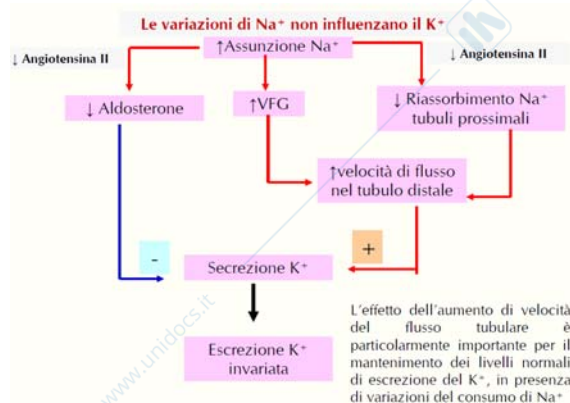 Le variazioni di Na⁺ non influenzano il K⁺
↑Assunzione Na⁺
↓ Angiotensina II
↓ Angiotensina II
↓ Aldosterone
↑VFG
↓ Riassorbimento Na⁺
tubuli prossimali
↑velocità di flusso
nel tubulo distale
-
+
Secrezione K⁺
Escrezione K⁺
invariata
L'effetto dell'aumento di velocità
del flusso tubulare è
particolarmente importante per il
mantenimento dei livelli normali
di escrezione del K⁺, in presenza
di variazioni del consumo di Na⁺
www.unidocs.it